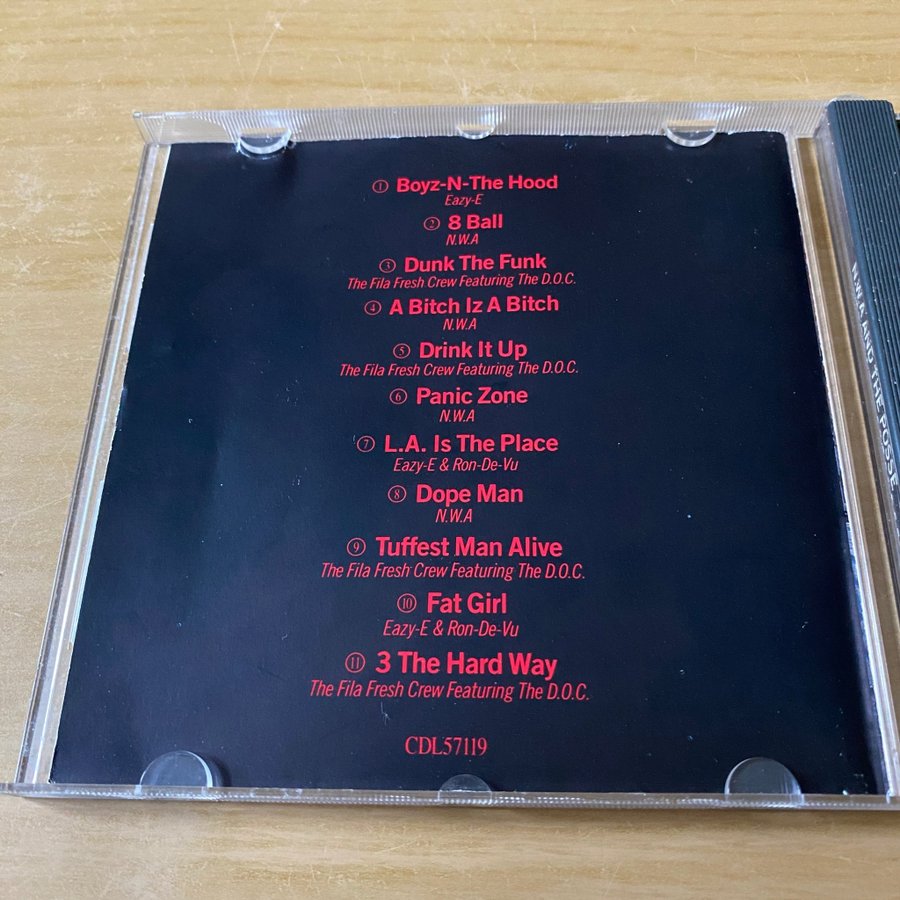 ① Boyz-N-The Hood
Eazy-E
② 8 Ball
N.W.A
③ Dunk The Funk
The Fila Fresh Crew Featuring The D.O.C.
④ A Bitch Iz A Bitch
N.W.A
⑤ Drink It Up
The Fila Fresh Crew Featuring The D.O.C.
⑥ Panic Zone
N.W.A
⑦ L.A. Is The Place
Eazy-E & Ron-De-Vu
⑧ Dope Man
N.W.A
⑨ Tuffest Man Alive
The Fila Fresh Crew Featuring The D.O.C.
⑩ Fat Girl
Eazy-E & Ron-De-Vu
⑪ 3 The Hard Way
The Fila Fresh Crew Featuring The D.O.C.
CDL57119
N.W.A. AND THE POSSE